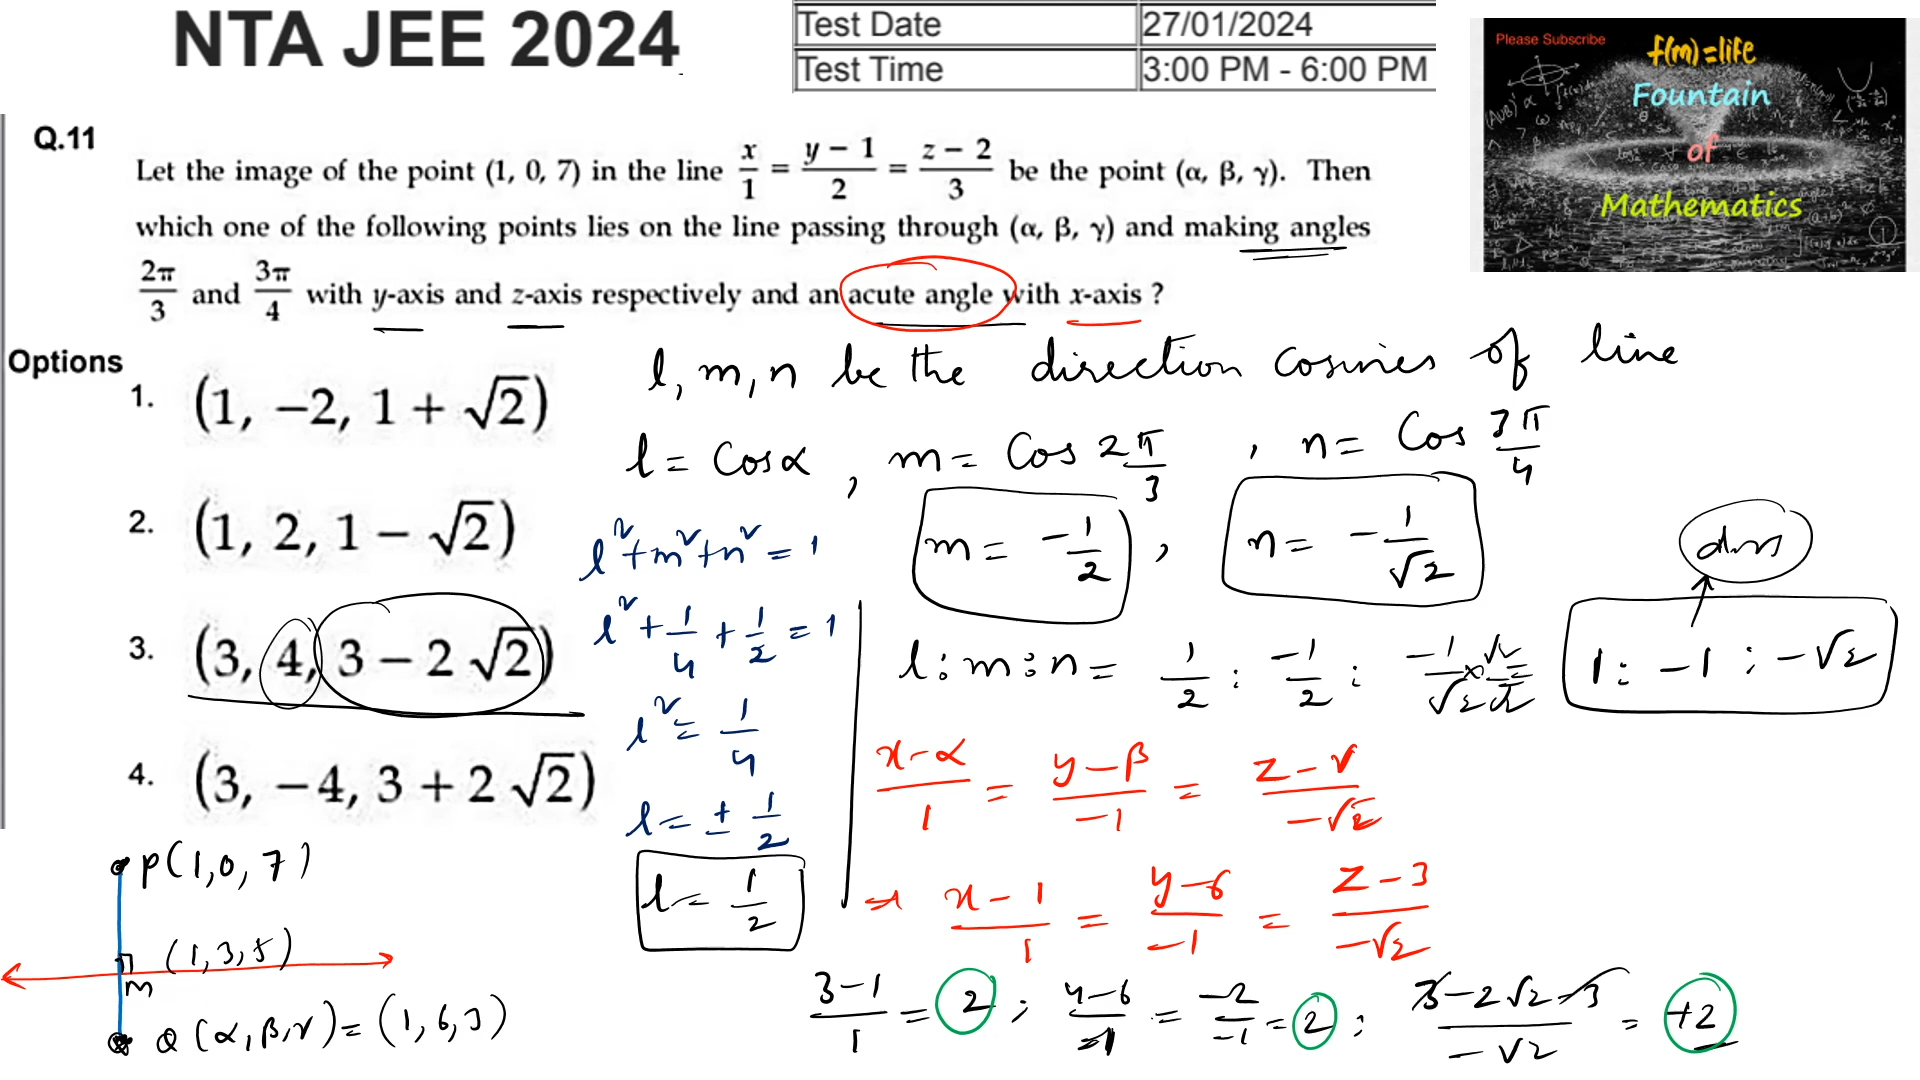 NTA JEE 2024
Test Date 27/01/2024
Test Time 3:00 PM - 6:00 PM
Please Subscribe
f(m)=life
Fountain
of
Mathematics
Q.11
Let the image of the point (1, 0, 7) in the line x/1 = (y − 1)/2 = (z − 2)/3 be the point (α, β, γ). Then
which one of the following points lies on the line passing through (α, β, γ) and making angles
2π/3 and 3π/4 with y-axis and z-axis respectively and an acute angle with x-axis ?
Options
1. (1, −2, 1 + √2)
2. (1, 2, 1 − √2)
3. (3, 4, 3 − 2√2)
4. (3, −4, 3 + 2√2)
l, m, n be the direction cosines of line
l = Cosα , m = Cos 2π/3 , n = Cos 3π/4
m = -1/2 , n = -1/√2
l²+m²+n² = 1
l² + 1/4 + 1/2 = 1
l² = 1/4
l = ± 1/2
l = 1/2
l : m : n = 1/2 : -1/2 : -1/√2 × √2/√2 =
drs
1 : -1 : -√2
(x-α)/1 = (y-β)/-1 = (z-γ)/-√2
⇒ (x-1)/1 = (y-6)/-1 = (z-3)/-√2
(3-1)/1 = 2 ; (4-6)/-1 = -2/-1 = 2 ; (3-2√2-3)/-√2 = +2
P(1,0,7)
(1,3,5)
m
Q(α,β,γ) = (1,6,3)